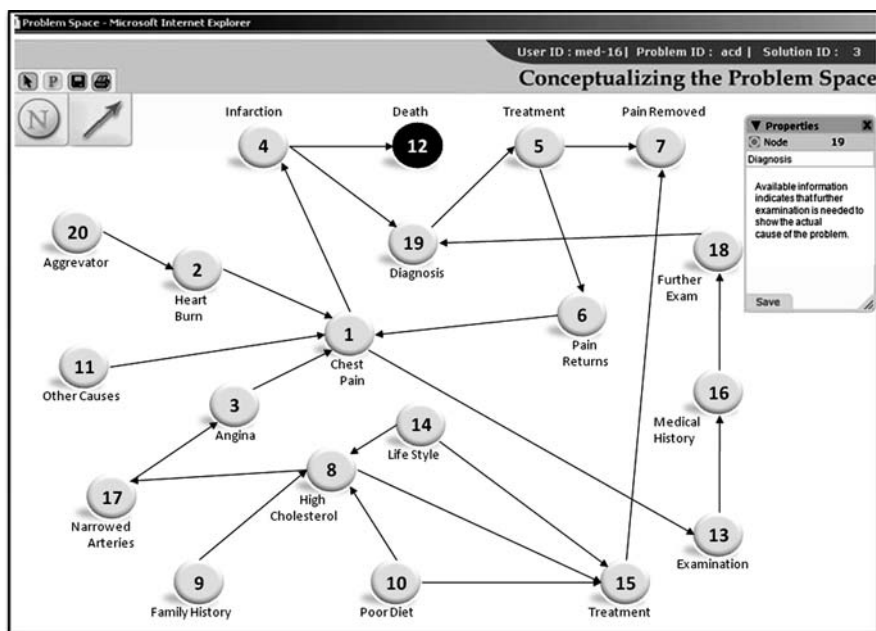 Problem Space - Microsoft Internet Explorer
User ID : med-16| Problem ID : acd | Solution ID : 3
Conceptualizing the Problem Space
P
N
Infarction
4
Death
12
Treatment
5
Pain Removed
7
Properties X
Node 19
Diagnosis
Available information
indicates that further
examination is needed to
show the actual
cause of the problem.
Save
20
Aggrevator
2
Heart
Burn
19
Diagnosis
18
Further
Exam
6
Pain
Returns
1
Chest
Pain
11
Other Causes
3
Angina
14
Life Style
16
Medical
History
8
High
Cholesterol
17
Narrowed
Arteries
13
Examination
9
Family History
10
Poor Diet
15
Treatment